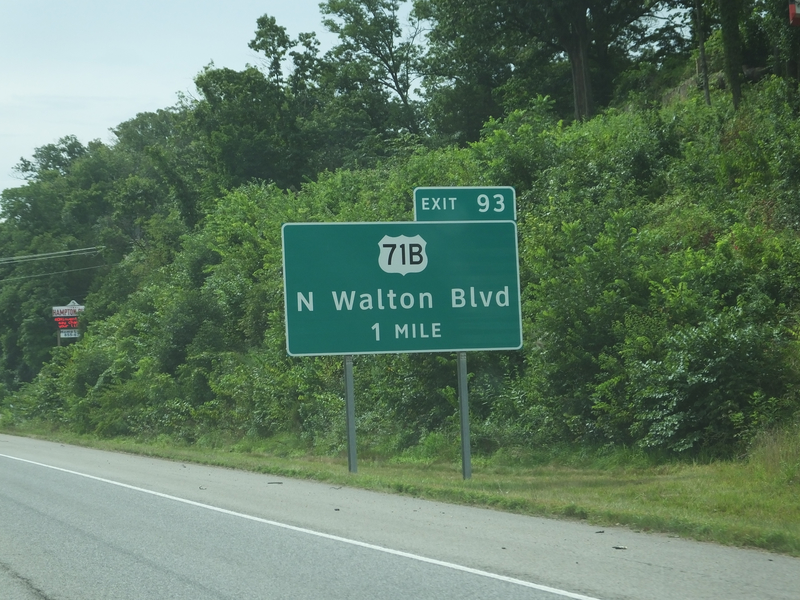 EXIT 93
71B
N Walton Blvd
1 MILE
HAMPTON